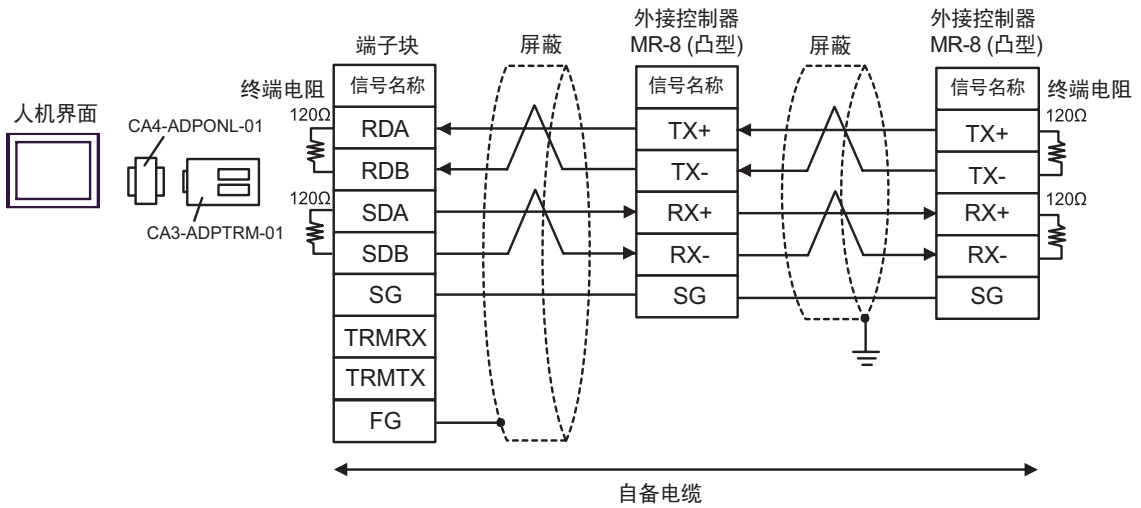 人机界面
CA4-ADPONL-01
CA3-ADPTRM-01
终端电阻
120Ω
120Ω
端子块
信号名称
RDA
RDB
SDA
SDB
SG
TRMRX
TRMTX
FG
屏蔽
外接控制器
MR-8 (凸型)
信号名称
TX+
TX-
RX+
RX-
SG
屏蔽
外接控制器
MR-8 (凸型)
信号名称
TX+
TX-
RX+
RX-
SG
终端电阻
120Ω
120Ω
自备电缆